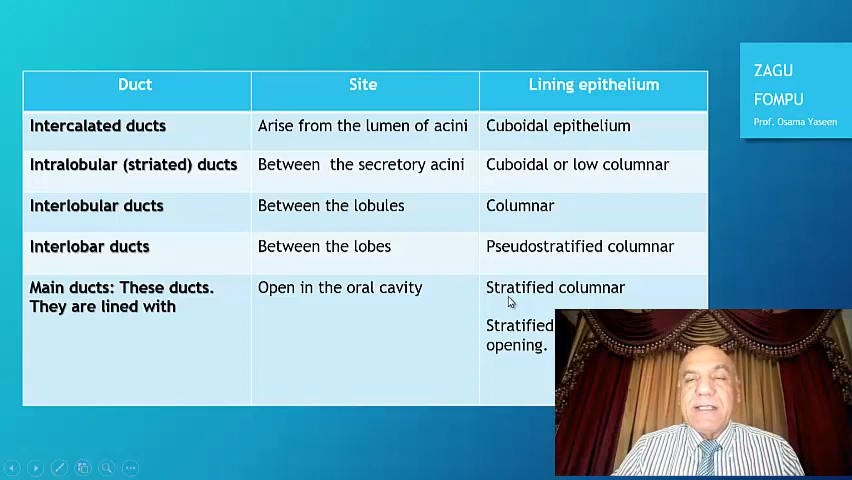 Duct Site Lining epithelium
Intercalated ducts Arise from the lumen of acini Cuboidal epithelium
Intralobular (striated) ducts Between the secretory acini Cuboidal or low columnar
Interlobular ducts Between the lobules Columnar
Interlobar ducts Between the lobes Pseudostratified columnar
Main ducts: These ducts. Open in the oral cavity Stratified columnar
They are lined with
Stratified
opening.
ZAGU
FOMPU
Prof. Osama Yaseen